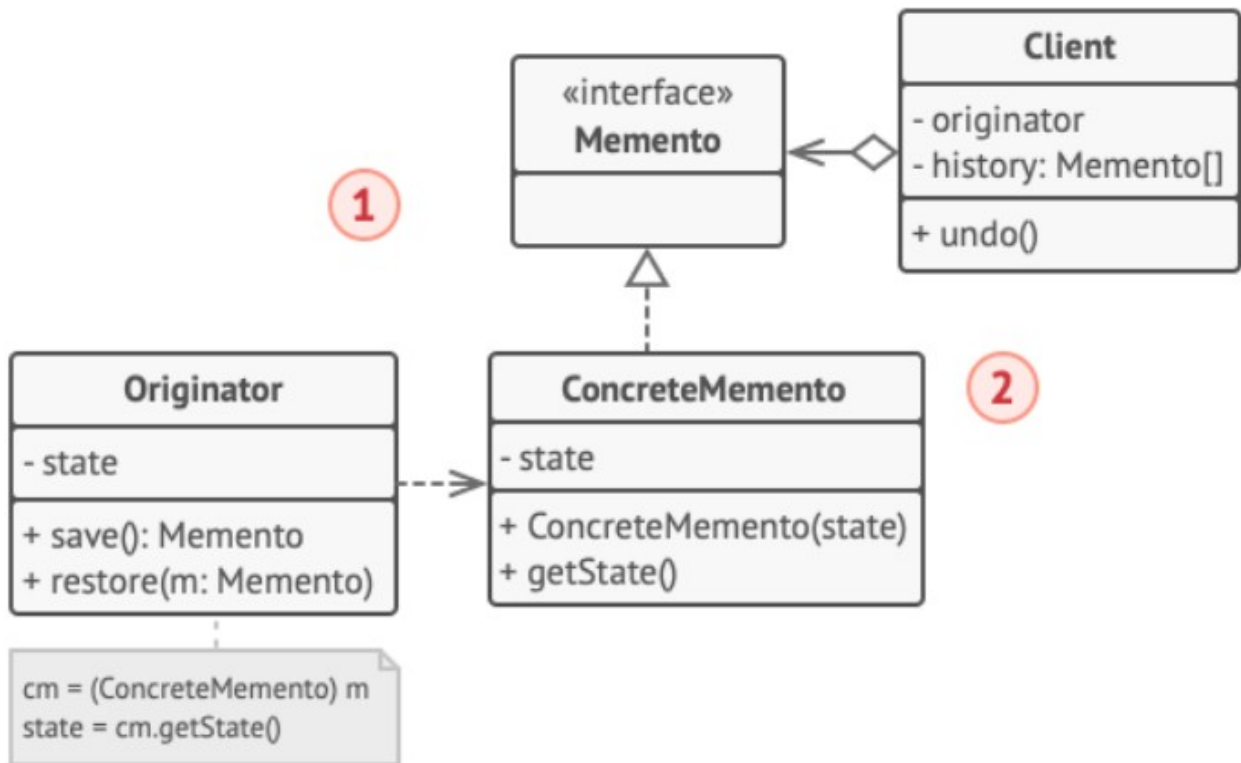 «interface»
Memento
Client
- originator
- history: Memento[]
+ undo()
1
Originator
- state
+ save(): Memento
+ restore(m: Memento)
ConcreteMemento
- state
+ ConcreteMemento(state)
+ getState()
2
cm = (ConcreteMemento) m
state = cm.getState()